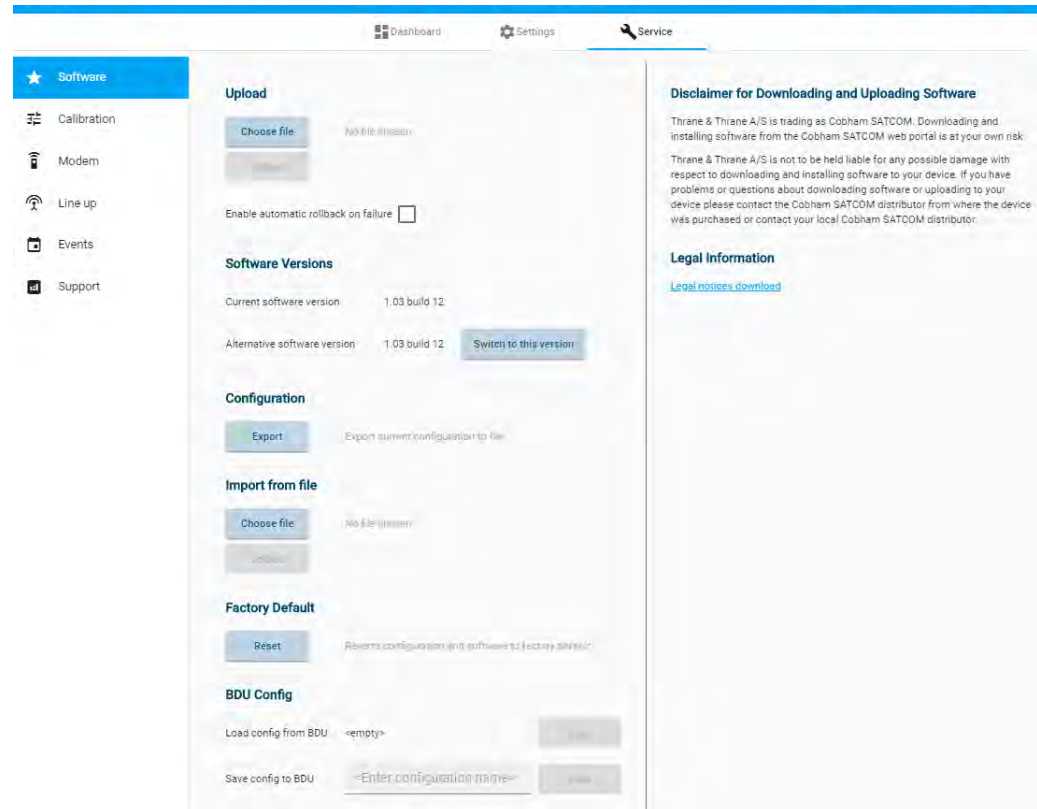 Dashboard
Settings
Service
Software
Calibration
Modem
Line up
Events
Support
Upload
Choose file
No file chosen
Enable automatic rollback on failure
Software Versions
Current software version 1.03 build 12
Alternative software version 1.03 build 12 Switch to this version
Configuration
Export Export current configuration to file
Import from file
Choose file No file chosen
Factory Default
Reset Reverts configuration and software to factory default
BDU Config
Load config from BDU <empty>
Save config to BDU <Enter configuration name>
Disclaimer for Downloading and Uploading Software
Thrane & Thrane A/S is trading as Cobham SATCOM. Downloading and
installing software from the Cobham SATCOM web portal is at your own risk.
Thrane & Thrane A/S is not to be held liable for any possible damage with
respect to downloading and installing software to your device. If you have
problems or questions about downloading software or uploading to your
device please contact the Cobham SATCOM distributor from where the device
was purchased or contact your local Cobham SATCOM distributor.
Legal Information
Legal notices download